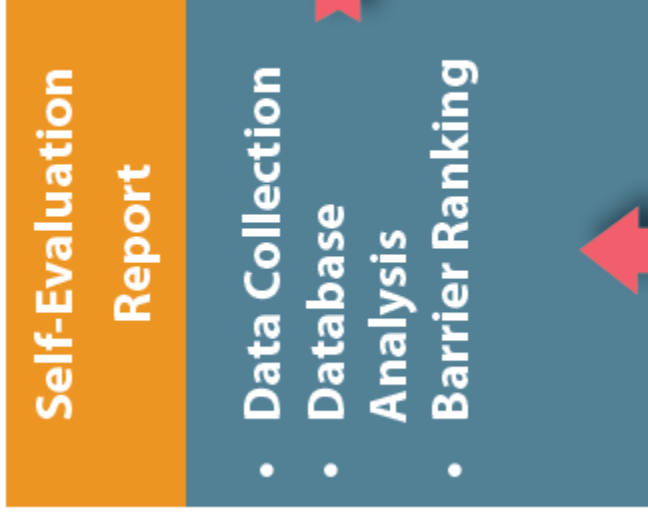 Self-Evaluation
Report
• Data Collection
• Database
Analysis
• Barrier Ranking